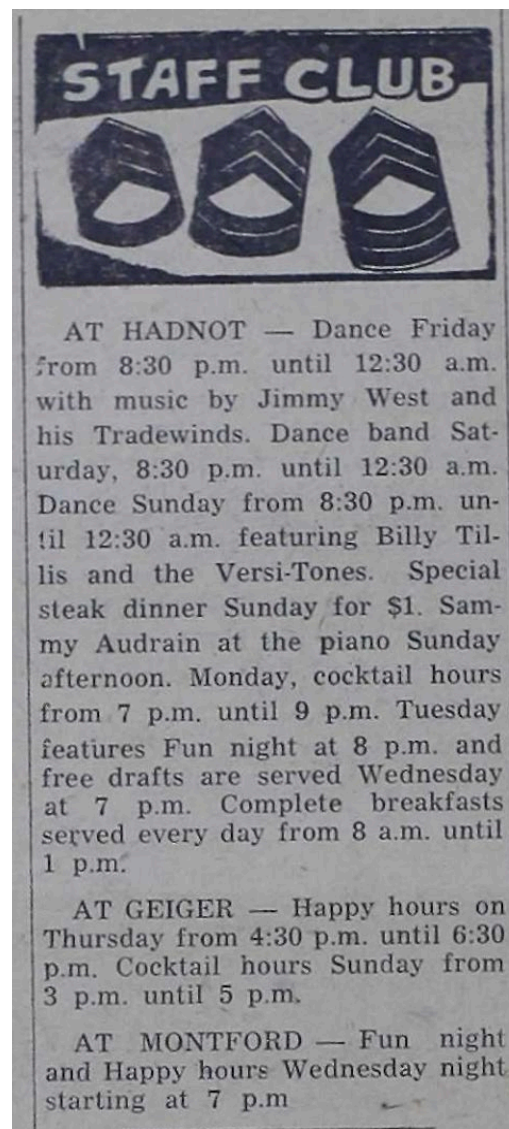 STAFF CLUB
AT HADNOT — Dance Friday
from 8:30 p.m. until 12:30 a.m.
with music by Jimmy West and
his Tradewinds. Dance band Sat-
urday, 8:30 p.m. until 12:30 a.m.
Dance Sunday from 8:30 p.m. un-
til 12:30 a.m. featuring Billy Til-
lis and the Versi-Tones. Special
steak dinner Sunday for $1. Sam-
my Audrain at the piano Sunday
afternoon. Monday, cocktail hours
from 7 p.m. until 9 p.m. Tuesday
features Fun night at 8 p.m. and
free drafts are served Wednesday
at 7 p.m. Complete breakfasts
served every day from 8 a.m. until
1 p.m.
AT GEIGER — Happy hours on
Thursday from 4:30 p.m. until 6:30
p.m. Cocktail hours Sunday from
3 p.m. until 5 p.m.
AT MONTFORD — Fun night
and Happy hours Wednesday night
starting at 7 p.m